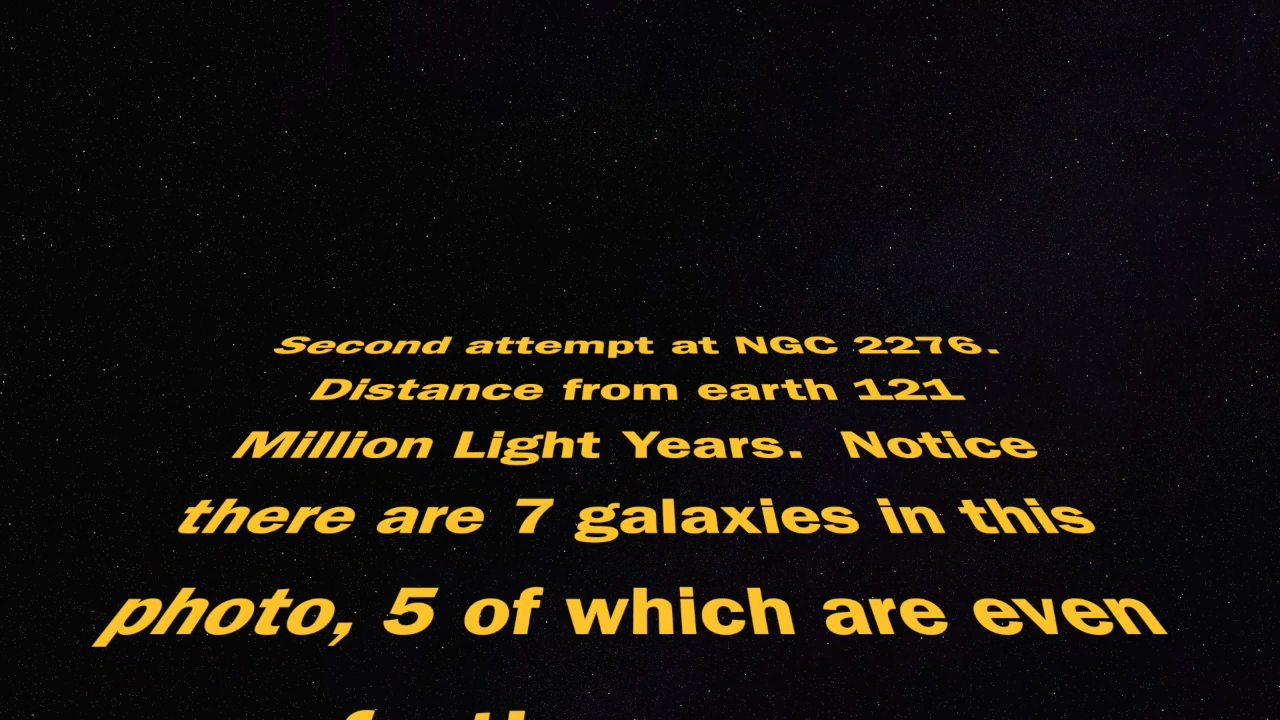 Second attempt at NGC 2276.
Distance from earth 121
Million Light Years.  Notice
there are 7 galaxies in this
photo, 5 of which are even